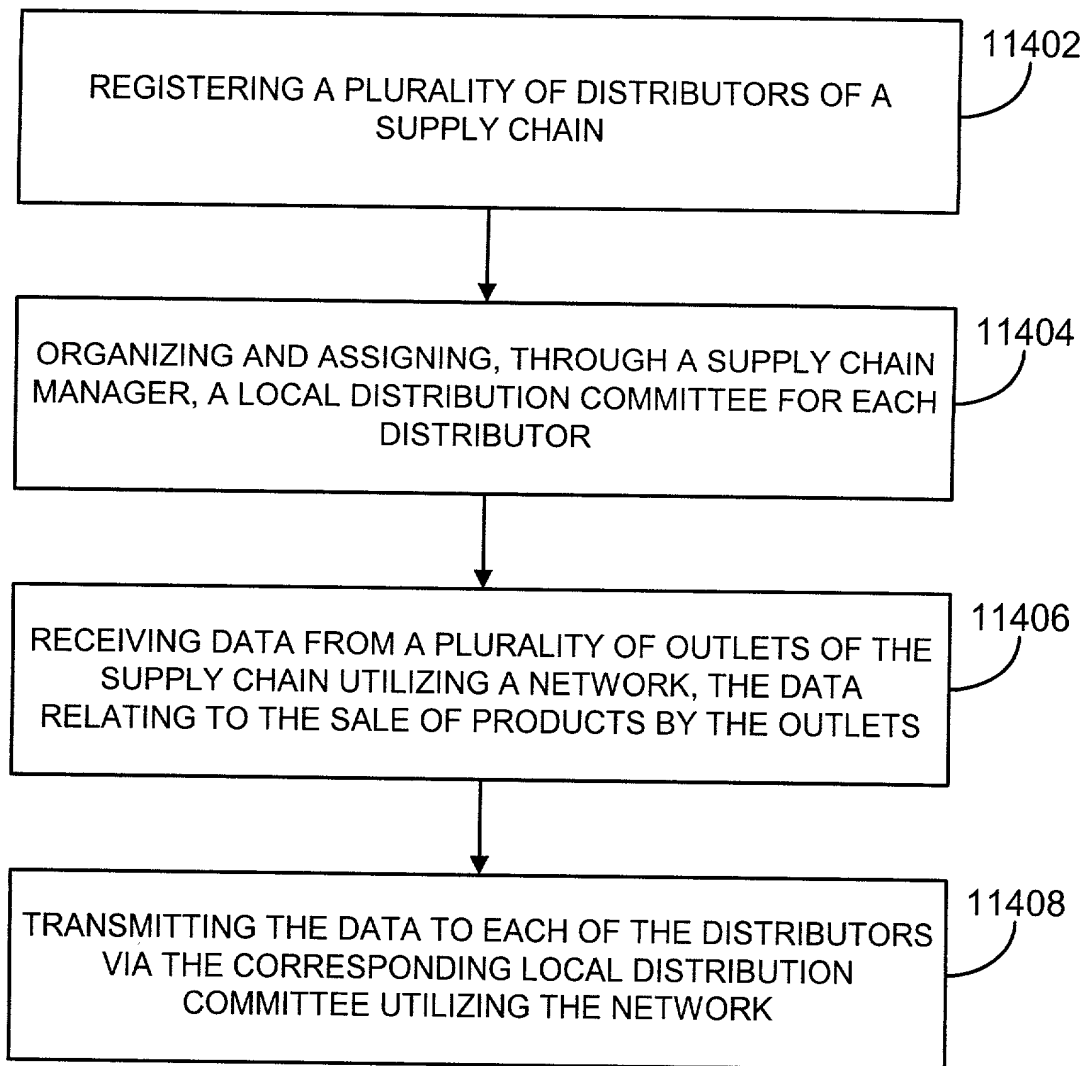 11402
REGISTERING A PLURALITY OF DISTRIBUTORS OF A
SUPPLY CHAIN
11404
ORGANIZING AND ASSIGNING, THROUGH A SUPPLY CHAIN
MANAGER, A LOCAL DISTRIBUTION COMMITTEE FOR EACH
DISTRIBUTOR
11406
RECEIVING DATA FROM A PLURALITY OF OUTLETS OF THE
SUPPLY CHAIN UTILIZING A NETWORK, THE DATA
RELATING TO THE SALE OF PRODUCTS BY THE OUTLETS
11408
TRANSMITTING THE DATA TO EACH OF THE DISTRIBUTORS
VIA THE CORRESPONDING LOCAL DISTRIBUTION
COMMITTEE UTILIZING THE NETWORK